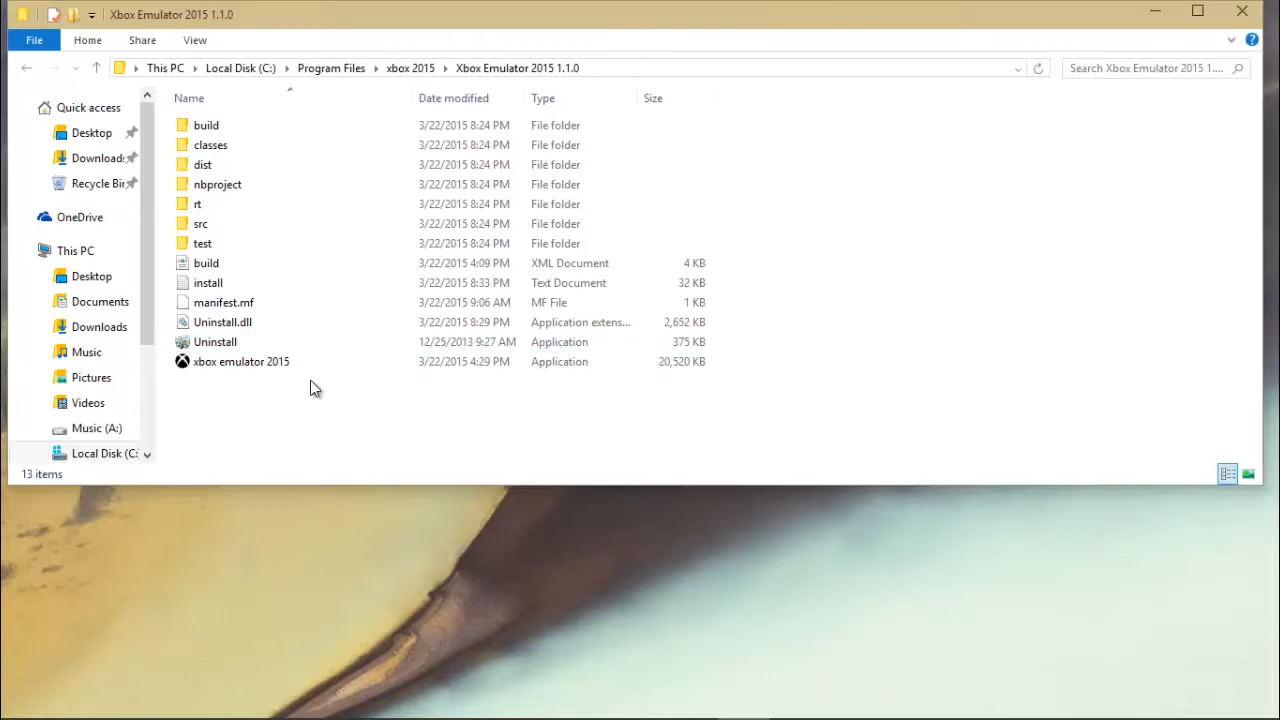 Xbox Emulator 2015 1.1.0
File Home Share View
This PC Local Disk (C:) Program Files xbox 2015 Xbox Emulator 2015 1.1.0 Search Xbox Emulator 2015 1....
Name Date modified Type Size
Quick access
Desktop
Downloads
Recycle Bin
OneDrive
This PC
Desktop
Documents
Downloads
Music
Pictures
Videos
Music (A:)
Local Disk (C:
build 3/22/2015 8:24 PM File folder
classes 3/22/2015 8:24 PM File folder
dist 3/22/2015 8:24 PM File folder
nbproject 3/22/2015 8:24 PM File folder
rt 3/22/2015 8:24 PM File folder
src 3/22/2015 8:24 PM File folder
test 3/22/2015 8:24 PM File folder
build 3/22/2015 4:09 PM XML Document 4 KB
install 3/22/2015 8:33 PM Text Document 32 KB
manifest.mf 3/22/2015 9:06 AM MF File 1 KB
Uninstall.dll 3/22/2015 8:29 PM Application extens... 2,652 KB
Uninstall 12/25/2013 9:27 AM Application 375 KB
xbox emulator 2015 3/22/2015 4:29 PM Application 20,520 KB
13 items